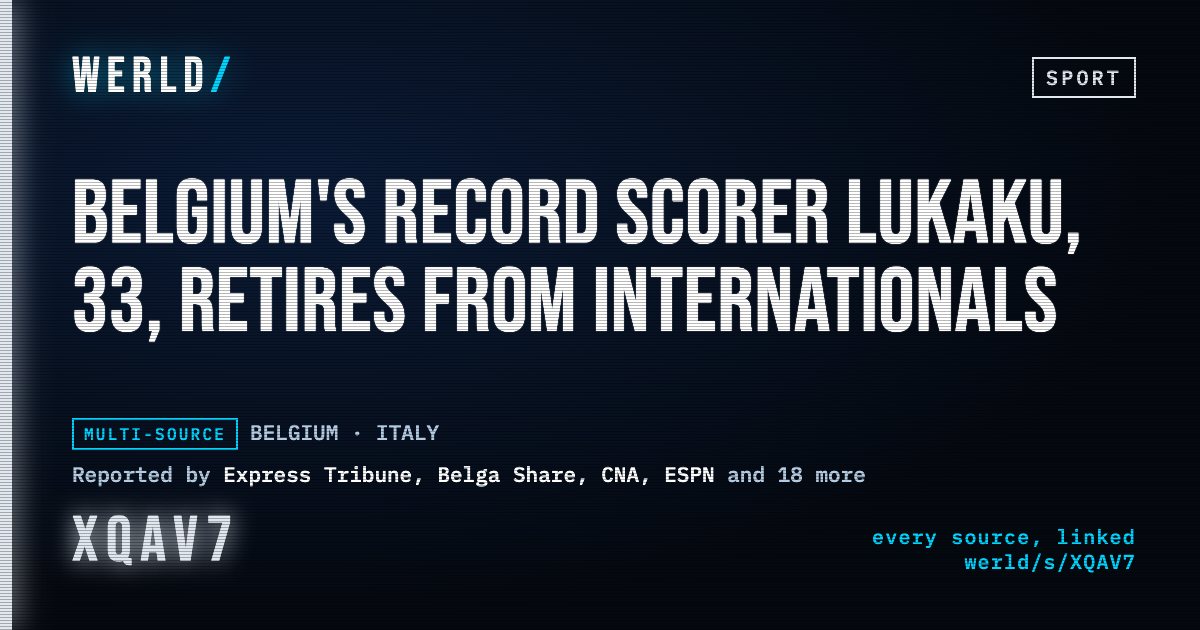 WERLD/
SPORT
BELGIUM'S RECORD SCORER LUKAKU,
33, RETIRES FROM INTERNATIONALS
MULTI-SOURCE BELGIUM · ITALY
Reported by Express Tribune, Belga Share, CNA, ESPN and 18 more
XQAV7
every source, linked
werld/s/XQAV7